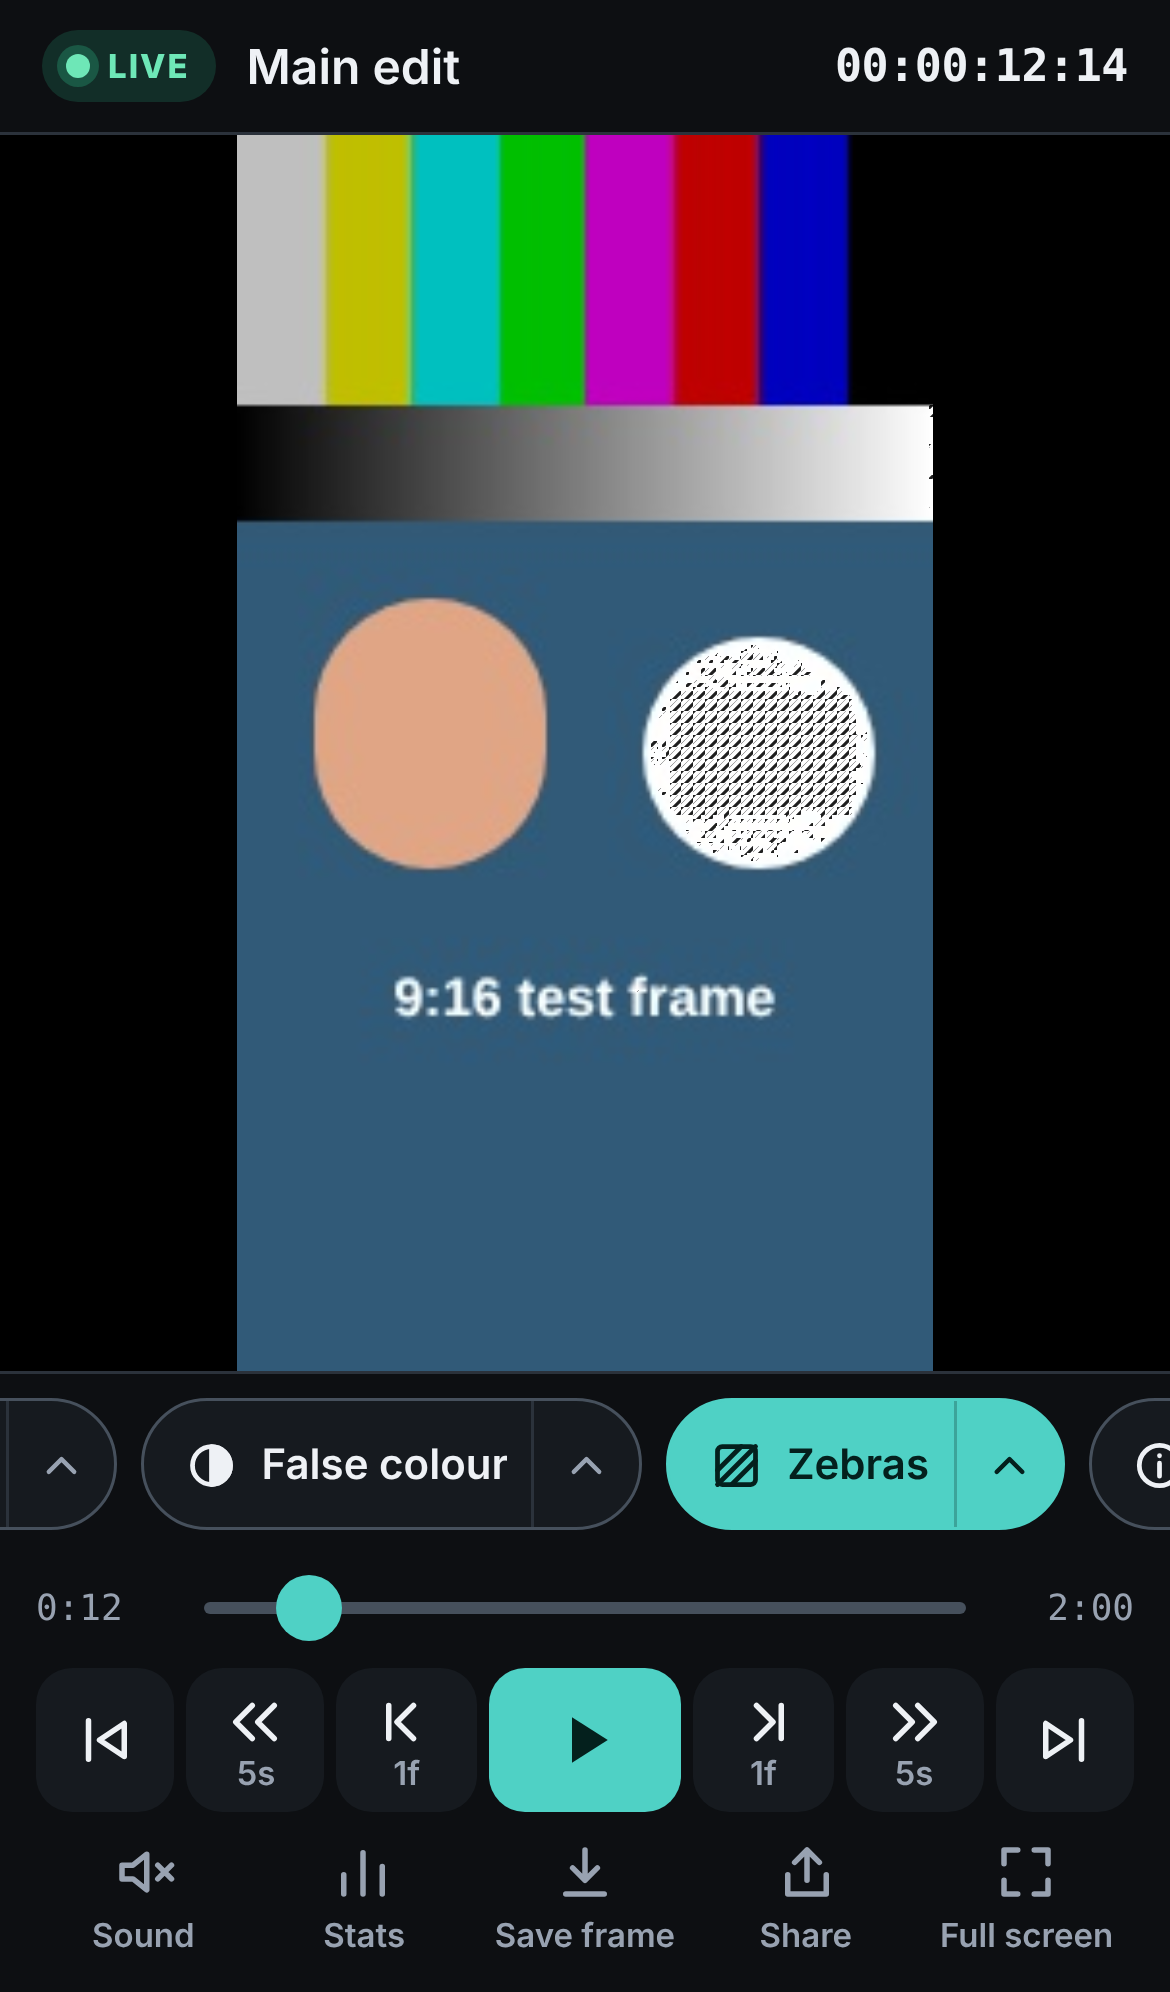 LIVE
Main edit
00:00:12:14
9:16 test frame
False colour
Zebras
0:12
2:00
5s
1f
1f
5s
Sound
Stats
Save frame
Share
Full screen